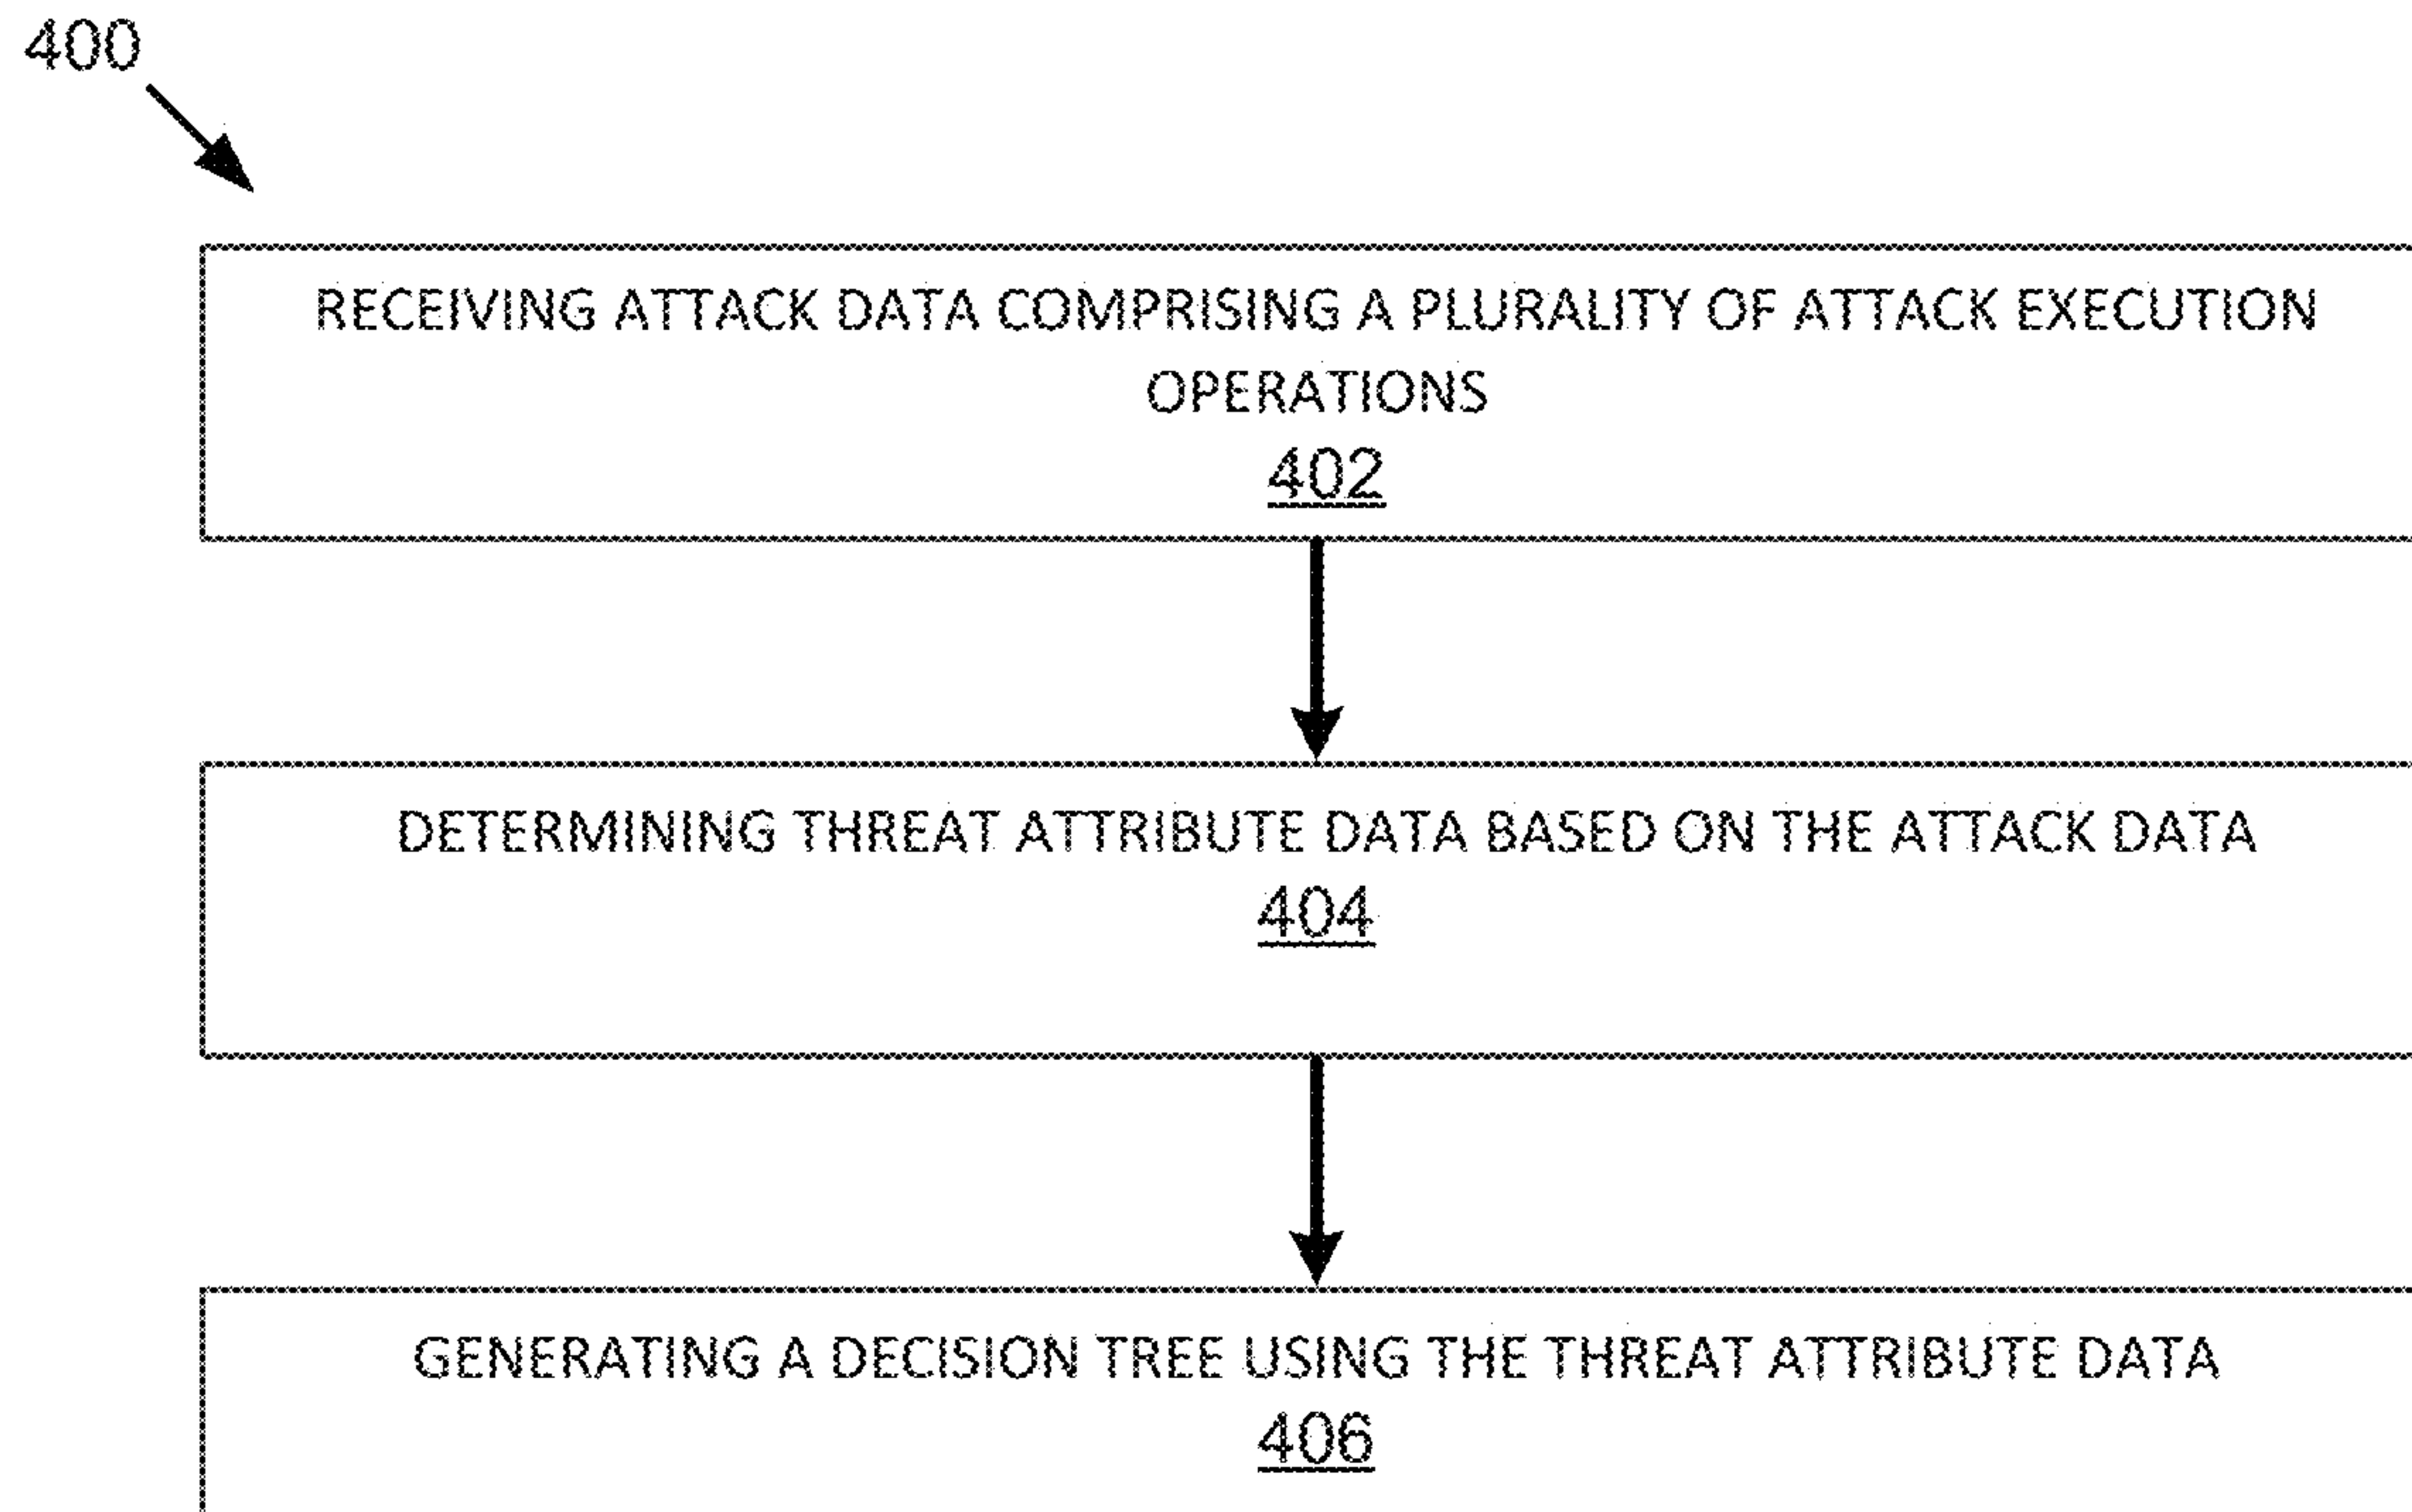 400
RECEIVING ATTACK DATA COMPRISING A PLURALITY OF ATTACK EXECUTION
OPERATIONS
402
DETERMINING THREAT ATTRIBUTE DATA BASED ON THE ATTACK DATA
404
GENERATING A DECISION TREE USING THE THREAT ATTRIBUTE DATA
406